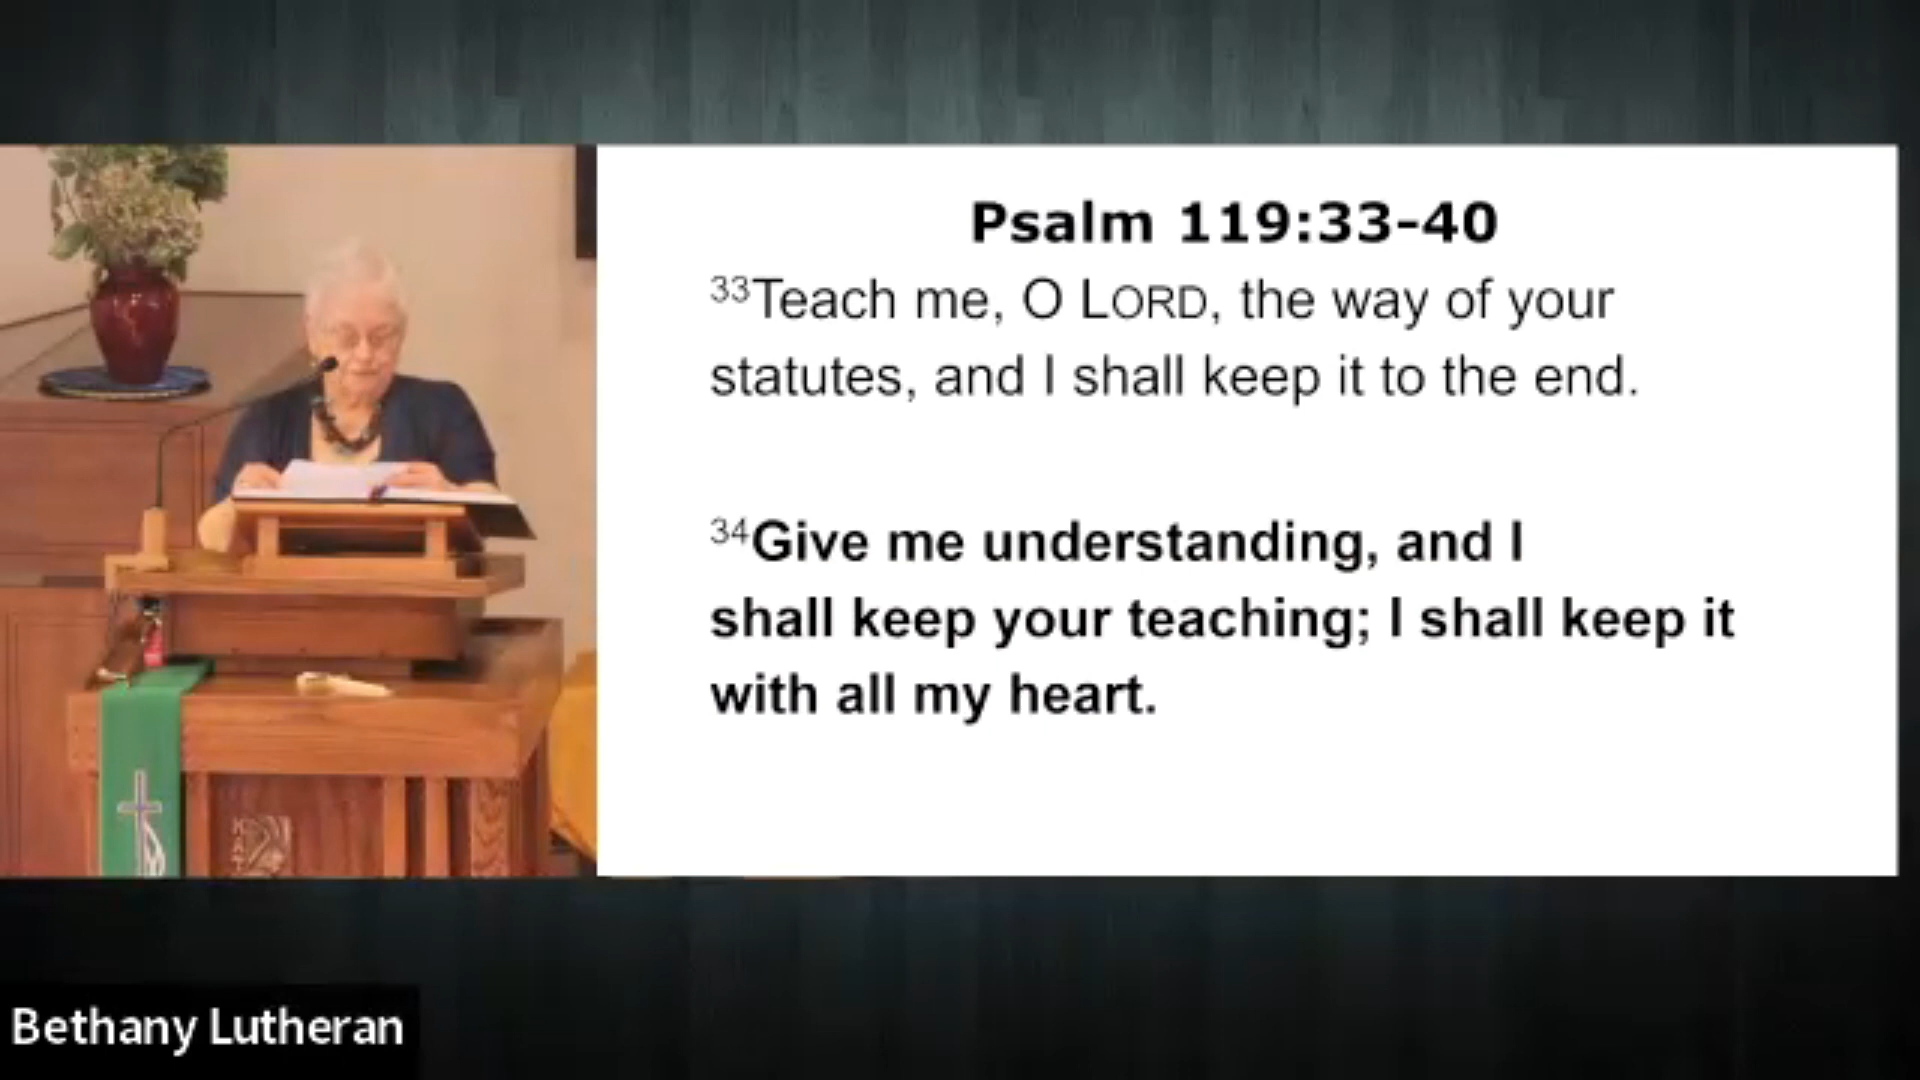 Psalm 119:33-40
33Teach me, O LORD, the way of your
statutes, and I shall keep it to the end.
34Give me understanding, and I
shall keep your teaching; I shall keep it
with all my heart.
Bethany Lutheran